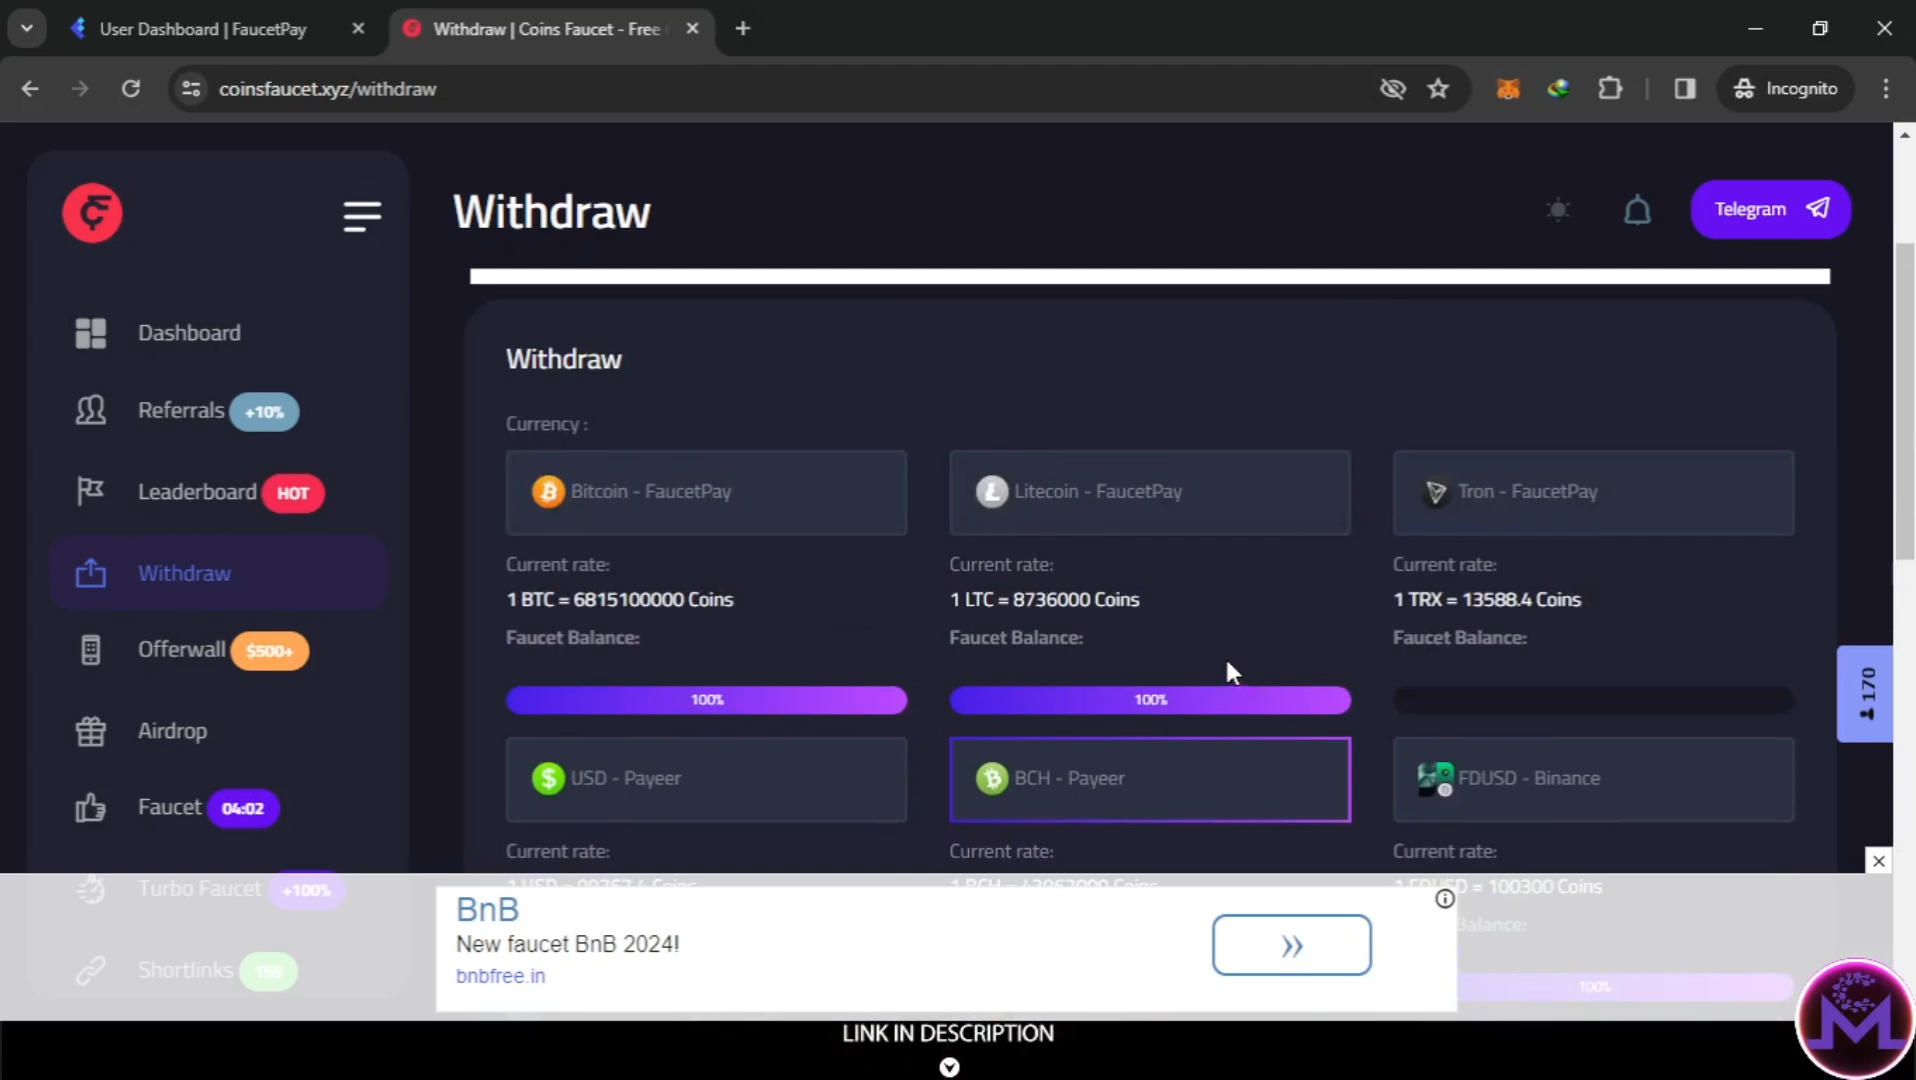 User Dashboard | FaucetPay
Withdraw | Coins Faucet - Free
coinsfaucet.xyz/withdraw
Incognito
Withdraw
Telegram
Dashboard
Referrals +10%
Leaderboard HOT
Withdraw
Offerwall $500+
Airdrop
Faucet 04:02
Turbo Faucet +100%
Shortlinks
Withdraw
Currency :
Bitcoin - FaucetPay
Current rate:
1 BTC = 6815100000 Coins
Faucet Balance:
100%
Litecoin - FaucetPay
Current rate:
1 LTC = 8736000 Coins
Faucet Balance:
100%
Tron - FaucetPay
Current rate:
1 TRX = 13588.4 Coins
Faucet Balance:
USD - Payeer
Current rate:
BCH - Payeer
Current rate:
FDUSD - Binance
Current rate:
1 FDUSD = 100300 Coins
Balance:
100%
170
BnB
New faucet BnB 2024!
bnbfree.in
LINK IN DESCRIPTION